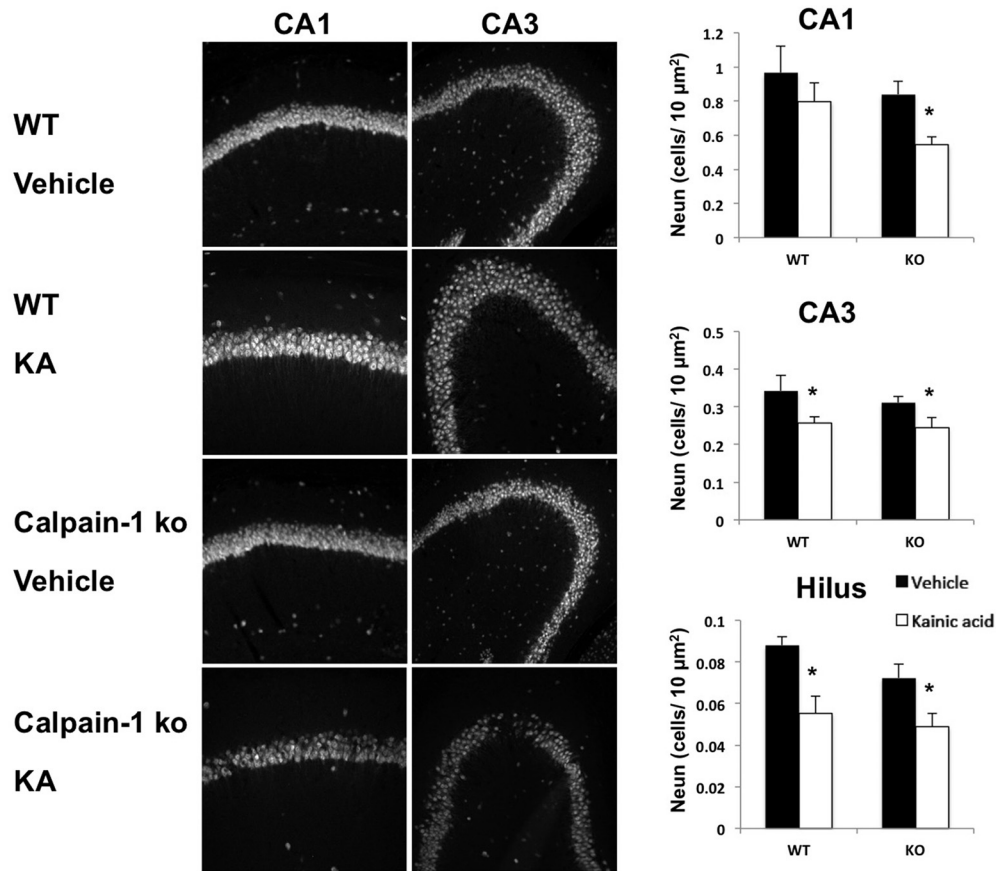 CA1
CA3
WT
Vehicle
WT
KA
Calpain-1 ko
Vehicle
Calpain-1 ko
KA
CA1
Neun (cells/ 10 µm²)
1.2
1
0.8
0.6
0.4
0.2
0
*
WT
KO
CA3
Neun (cells/ 10 µm²)
0.5
0.4
0.3
0.2
0.1
0
*
*
WT
KO
Hilus
Vehicle
Kainic acid
Neun (cells/ 10 µm²)
0.1
0.08
0.06
0.04
0.02
0
*
*
WT
KO